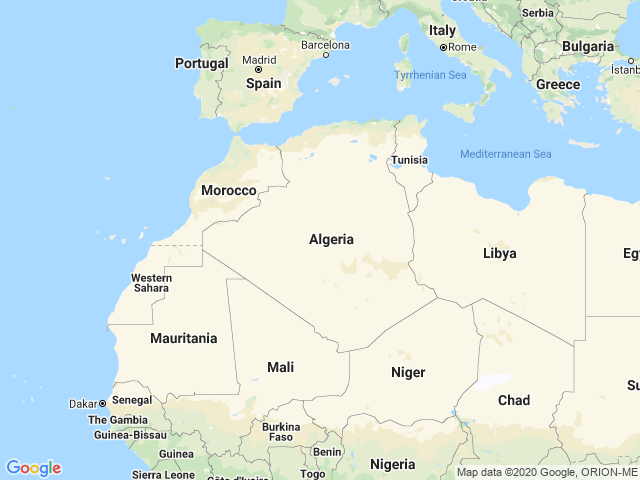 Serbia
Italy
Barcelona
Rome
Bulgaria
Madrid
Portugal
İstanb
Tyrrhenian Sea
Spain
Greece
Mediterranean Sea
Tunisia
Morocco
Algeria
Libya
Egy
Western
Sahara
Mauritania
Mali
Niger
Su
Chad
Senegal
Dakar
The Gambia
Burkina
Faso
Guinea-Bissau
Guinea
Benin
Nigeria
Google
Sierra Leone
Togo
Côte d'Ivoire
Map data ©2020 Google, ORION-ME